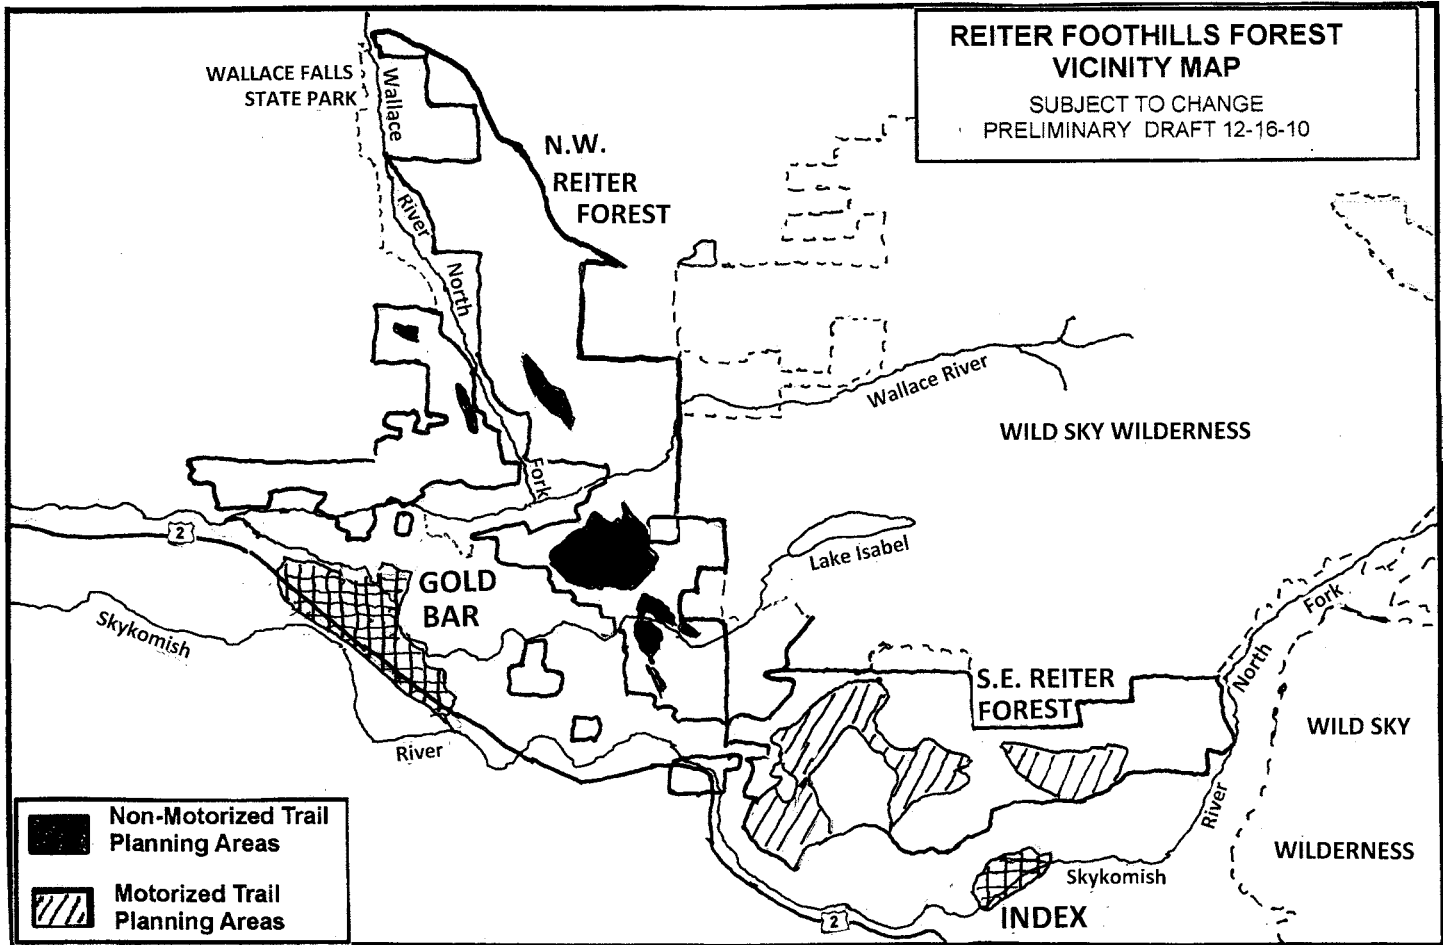 REITER FOOTHILLS FOREST
VICINITY MAP
SUBJECT TO CHANGE
PRELIMINARY DRAFT 12-16-10
WALLACE FALLS
STATE PARK
Wallace
River
North
Fork
N.W.
REITER
FOREST
Wallace River
WILD SKY WILDERNESS
2
Lake Isabel
GOLD
BAR
Skykomish
River
Fork
North
River
S.E. REITER
FOREST
WILD SKY
WILDERNESS
Skykomish
INDEX
2
Non-Motorized Trail
Planning Areas
Motorized Trail
Planning Areas